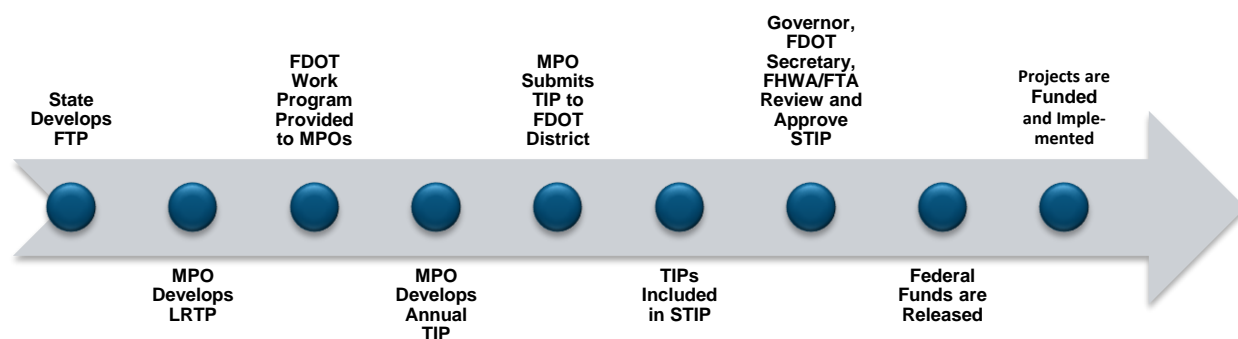 State
Develops
FTP
MPO
Develops
LRTP
FDOT
Work
Program
Provided
to MPOs
MPO
Develops
Annual
TIP
MPO
Submits
TIP to
FDOT
District
TIPs
Included
in STIP
Governor,
FDOT
Secretary,
FHWA/FTA
Review and
Approve
STIP
Federal
Funds are
Released
Projects are
Funded
and Imple-
mented